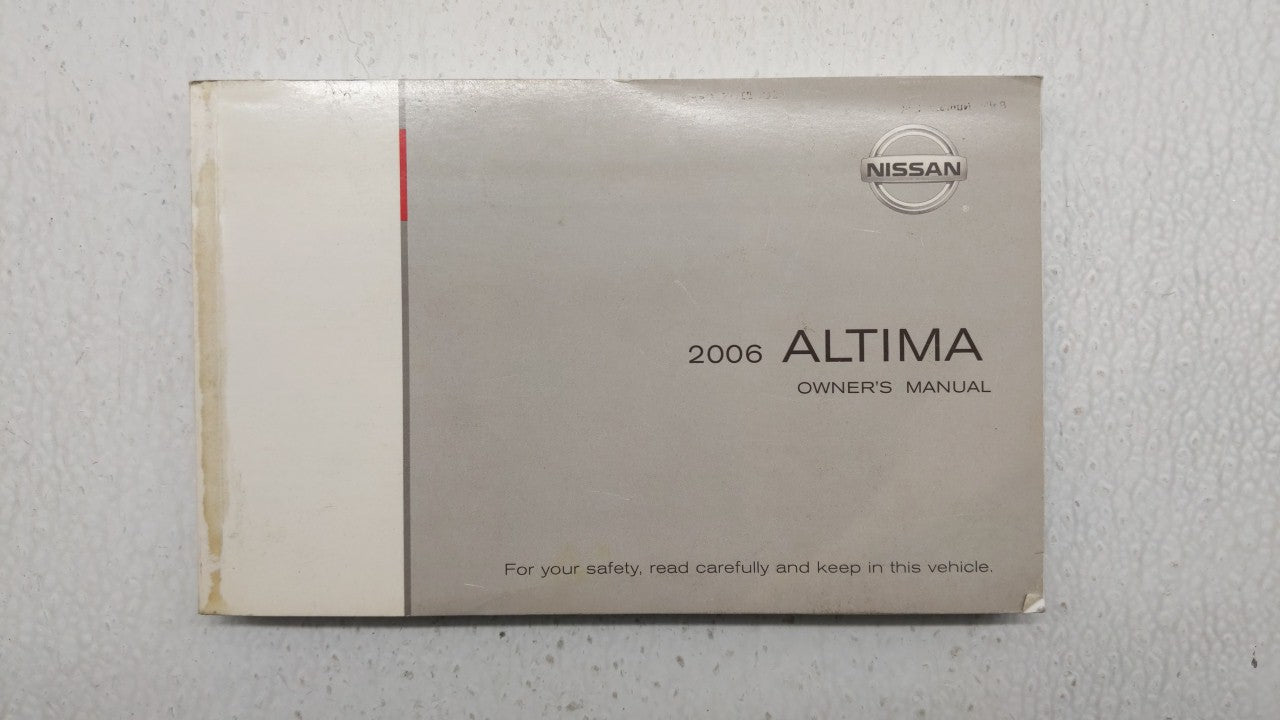 NISSAN
®
2006 ALTIMA
OWNER'S MANUAL
For your safety, read carefully and keep in this vehicle.